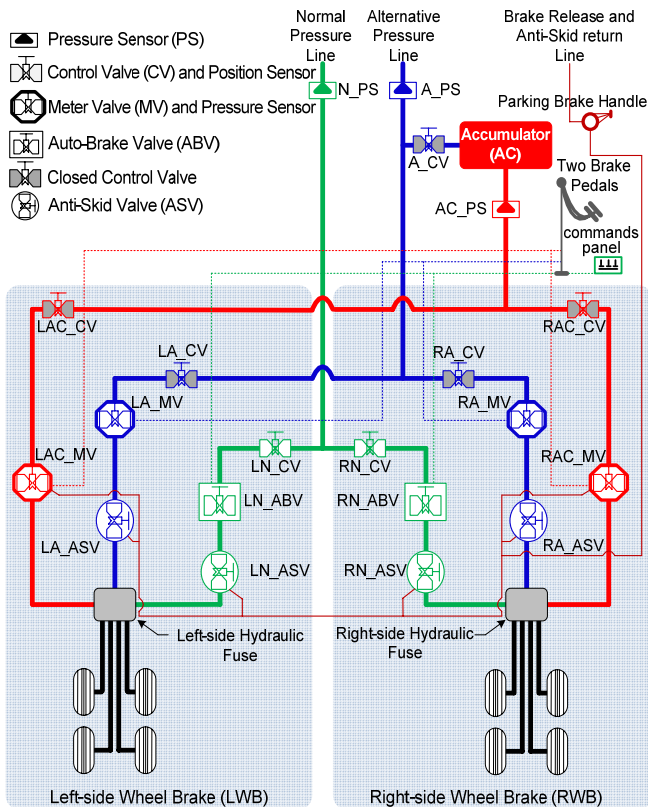 Normal
Pressure
Line
Alternative
Pressure
Line
Brake Release and
Anti-Skid return
Line
Pressure Sensor (PS)
Control Valve (CV) and Position Sensor
Meter Valve (MV) and Pressure Sensor
Auto-Brake Valve (ABV)
Closed Control Valve
Anti-Skid Valve (ASV)
N_PS
A_PS
Parking Brake Handle
A_CV
Accumulator
(AC)
Two Brake
Pedals
AC_PS
commands
panel
LAC_CV
RAC_CV
LA_CV
RA_CV
LA_MV
RA_MV
LAC_MV
LN_CV
RN_CV
RAC_MV
LN_ABV
RN_ABV
LA_ASV
RA_ASV
LN_ASV
RN_ASV
Left-side Hydraulic
Fuse
Right-side Hydraulic
Fuse
Left-side Wheel Brake (LWB)
Right-side Wheel Brake (RWB)